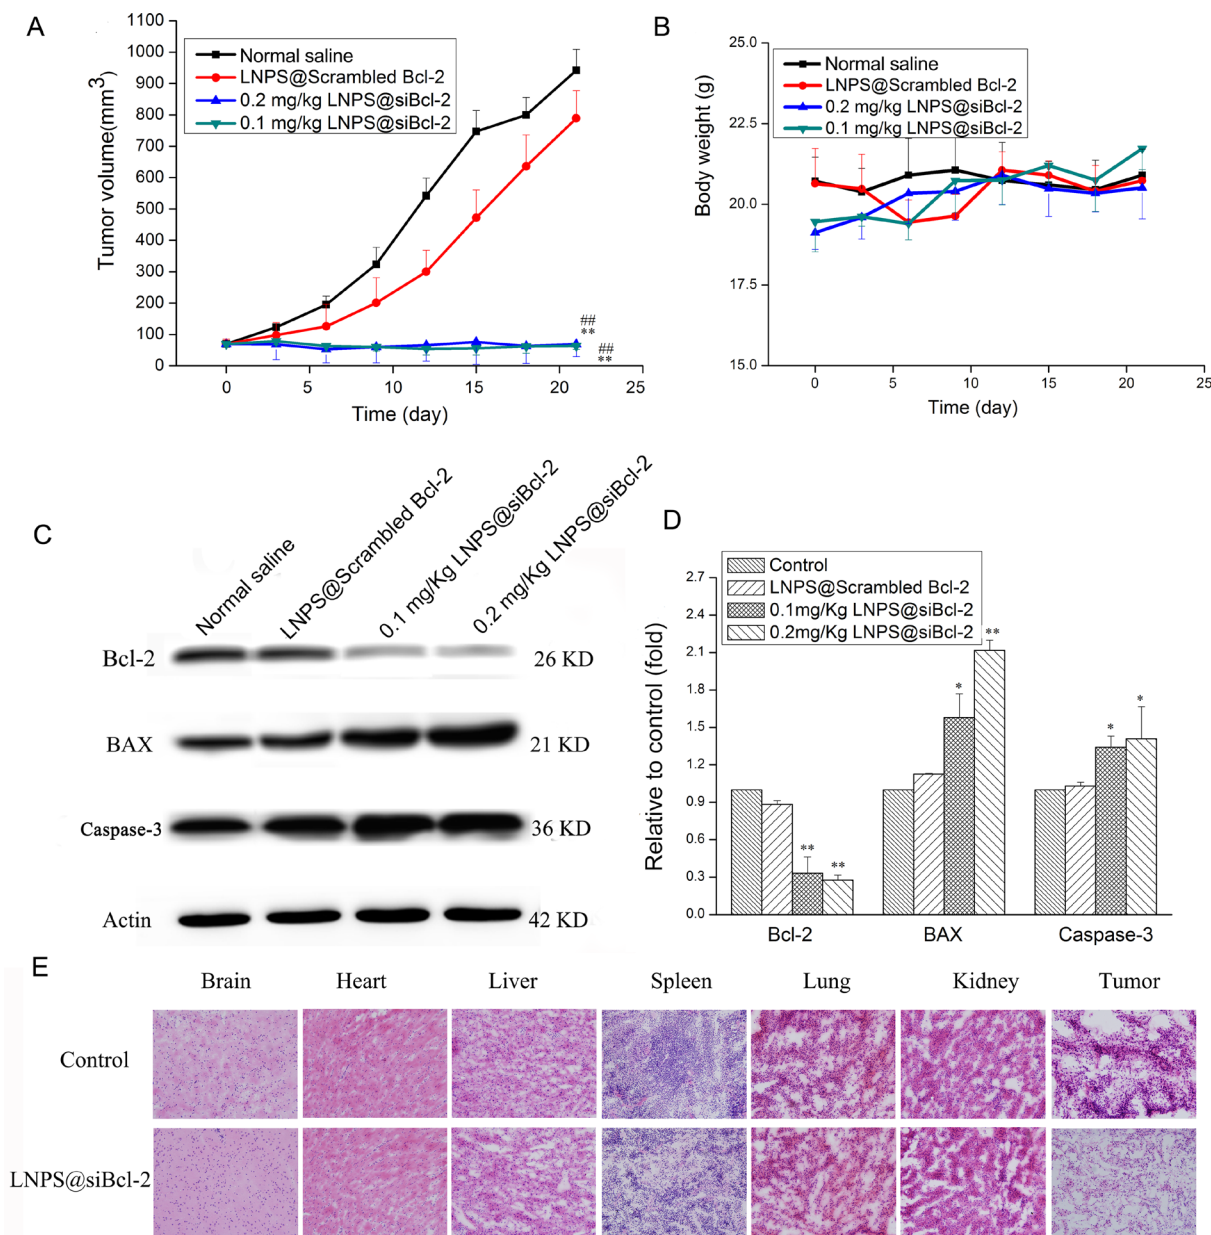 A
1100
1000
900
800
700
600
500
400
300
200
100
0
Tumor volume(mm3
Normal saline
LNPS@Scrambled Bcl-2
0.2 mg/kg LNPS@siBcl-2
0.1 mg/kg LNPS@siBcl-2
##
**
##
**
0 5 10 15 20 25
Time (day)
B
25.0
22.5
20.0
17.5
15.0
Body weight (g)
Normal saline
LNPS@Scrambled Bcl-2
0.2 mg/kg LNPS@siBcl-2
0.1 mg/kg LNPS@siBcl-2
0 5 10 15 20 25
Time (day)
C
Normal saline
LNPS@Scrambled Bcl-2
0.1 mg/Kg LNPS@siBcl-2
0.2 mg/Kg LNPS@siBcl-2
Bcl-2 26 KD
BAX 21 KD
Caspase-3 36 KD
Actin 42 KD
D
2.7
2.4
2.1
1.8
1.5
1.2
0.9
0.6
0.3
0.0
Relative to control (fold)
Control
LNPS@Scrambled Bcl-2
0.1mg/Kg LNPS@siBcl-2
0.2mg/Kg LNPS@siBcl-2
** ** * ** * *
Bcl-2 BAX Caspase-3
E
Brain Heart Liver Spleen Lung Kidney Tumor
Control
LNPS@siBcl-2